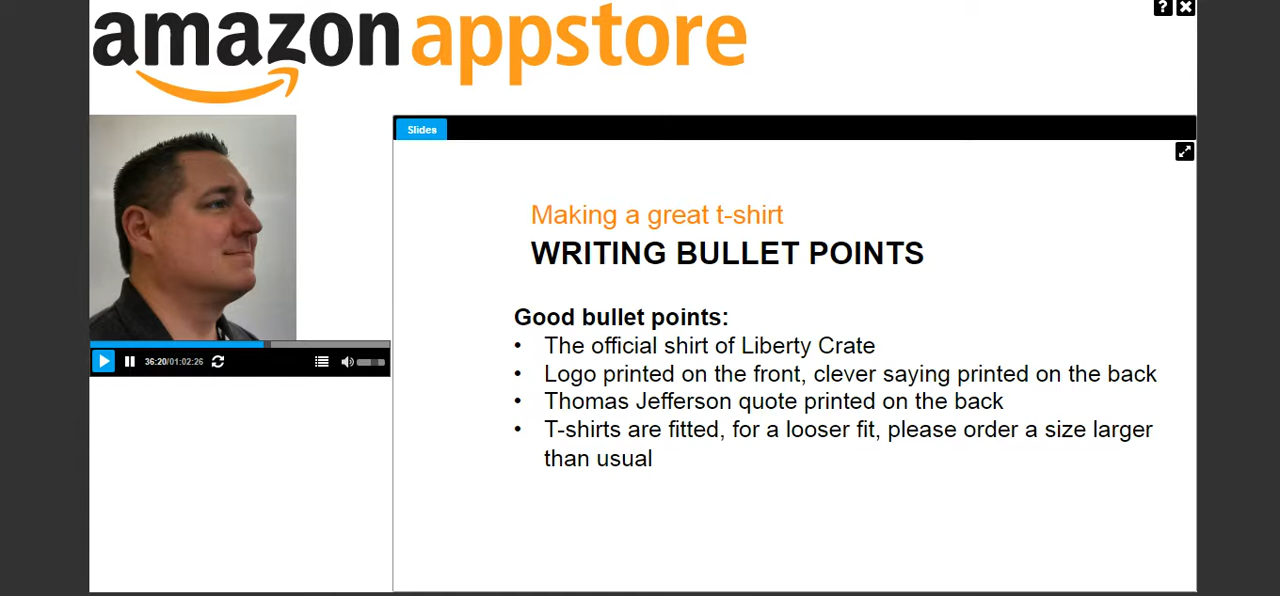 amazon appstore
? ×
Slides
Making a great t-shirt
WRITING BULLET POINTS
Good bullet points:
• The official shirt of Liberty Crate
• Logo printed on the front, clever saying printed on the back
• Thomas Jefferson quote printed on the back
• T-shirts are fitted, for a looser fit, please order a size larger
than usual
36:20/01:02:26